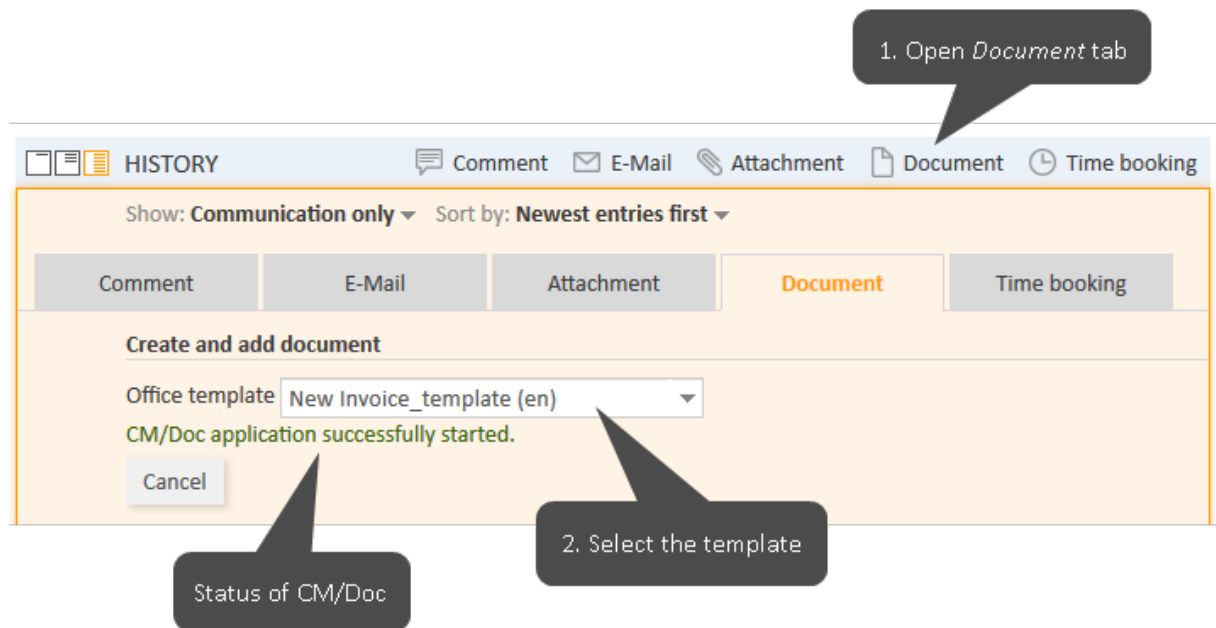 1. Open Document tab
HISTORY Comment E-Mail Attachment Document Time booking
Show: Communication only Sort by: Newest entries first
Comment E-Mail Attachment Document Time booking
Create and add document
Office template New Invoice_template (en)
CM/Doc application successfully started.
Cancel
2. Select the template
Status of CM/Doc